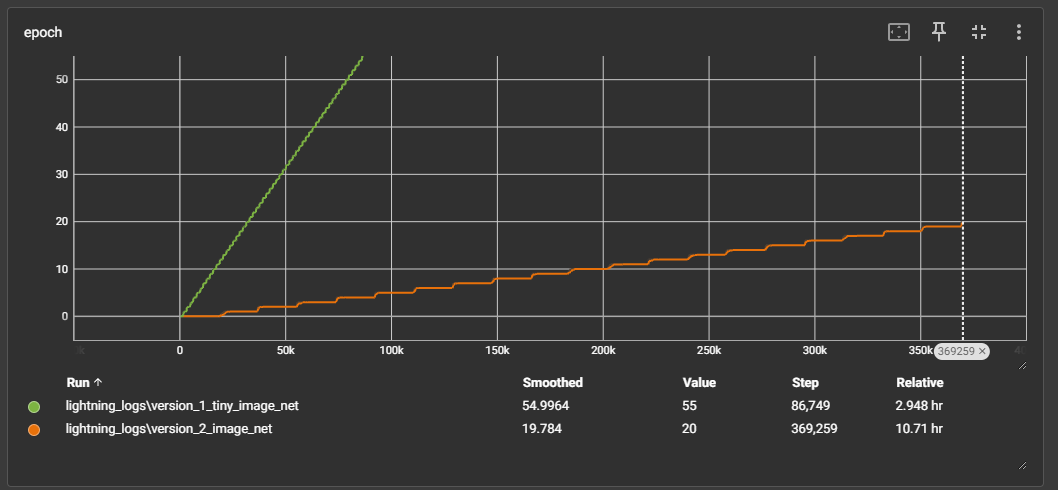 epoch
50
40
30
20
10
0
0 50k 100k 150k 200k 250k 300k 350k 369259 ×
Run ↑ Smoothed Value Step Relative
lightning_logs\version_1_tiny_image_net 54.9964 55 86,749 2.948 hr
lightning_logs\version_2_image_net 19.784 20 369,259 10.71 hr